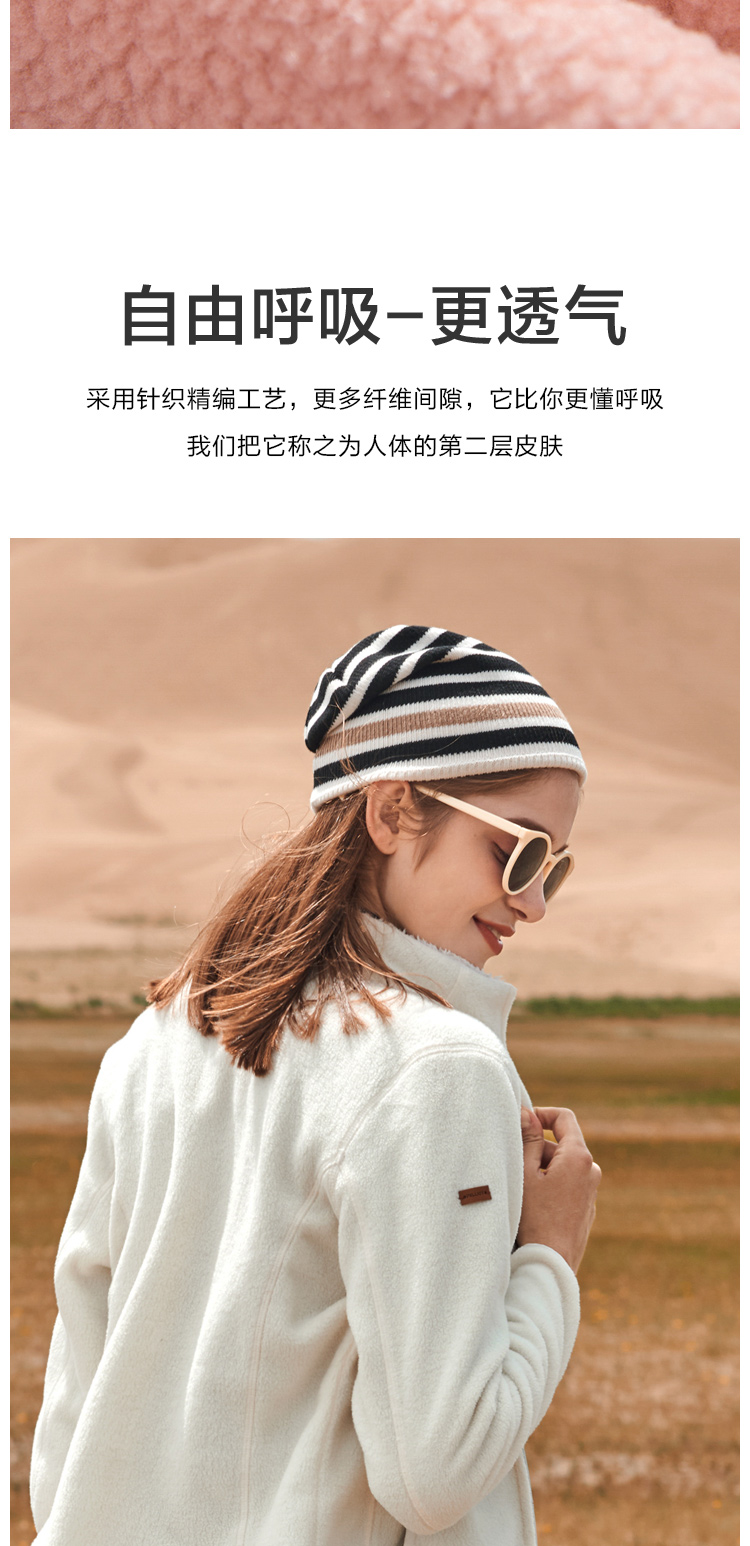 自由呼吸-更透气
采用针织精编工艺，更多纤维间隙，它比你更懂呼吸
我们把它称之为人体的第二层皮肤